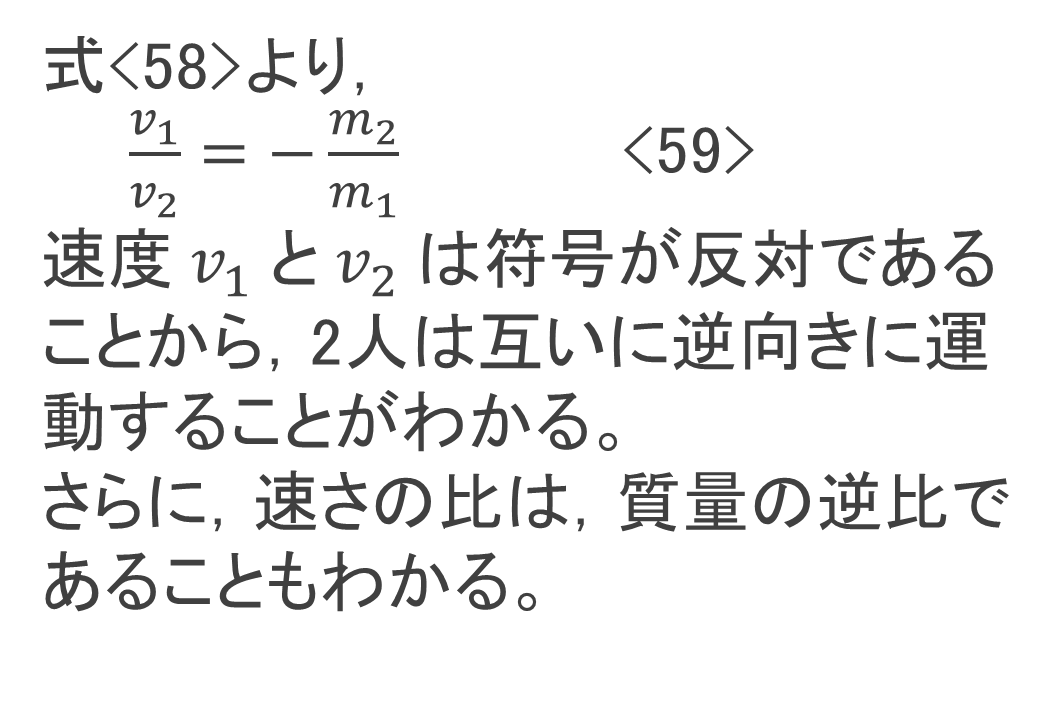 式<58>より,
v₁/v₂ = −m₂/m₁ <59>
速度 v₁ と v₂ は符号が反対である
ことから, 2人は互いに逆向きに運
動することがわかる。
さらに, 速さの比は, 質量の逆比で
あることもわかる。